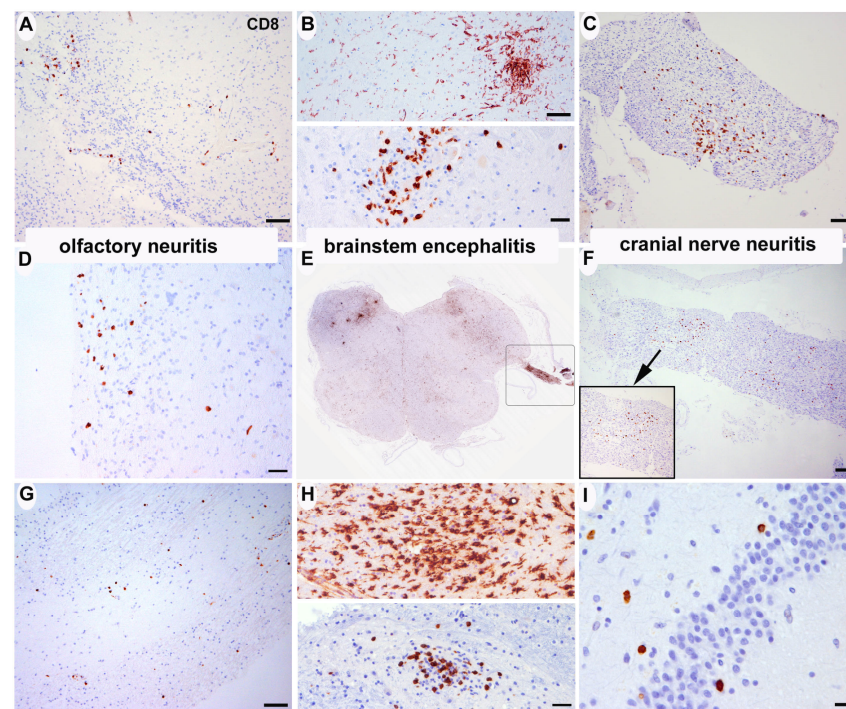 A
CD8
B
C
olfactory neuritis
brainstem encephalitis
cranial nerve neuritis
D
E
F
G
H
I